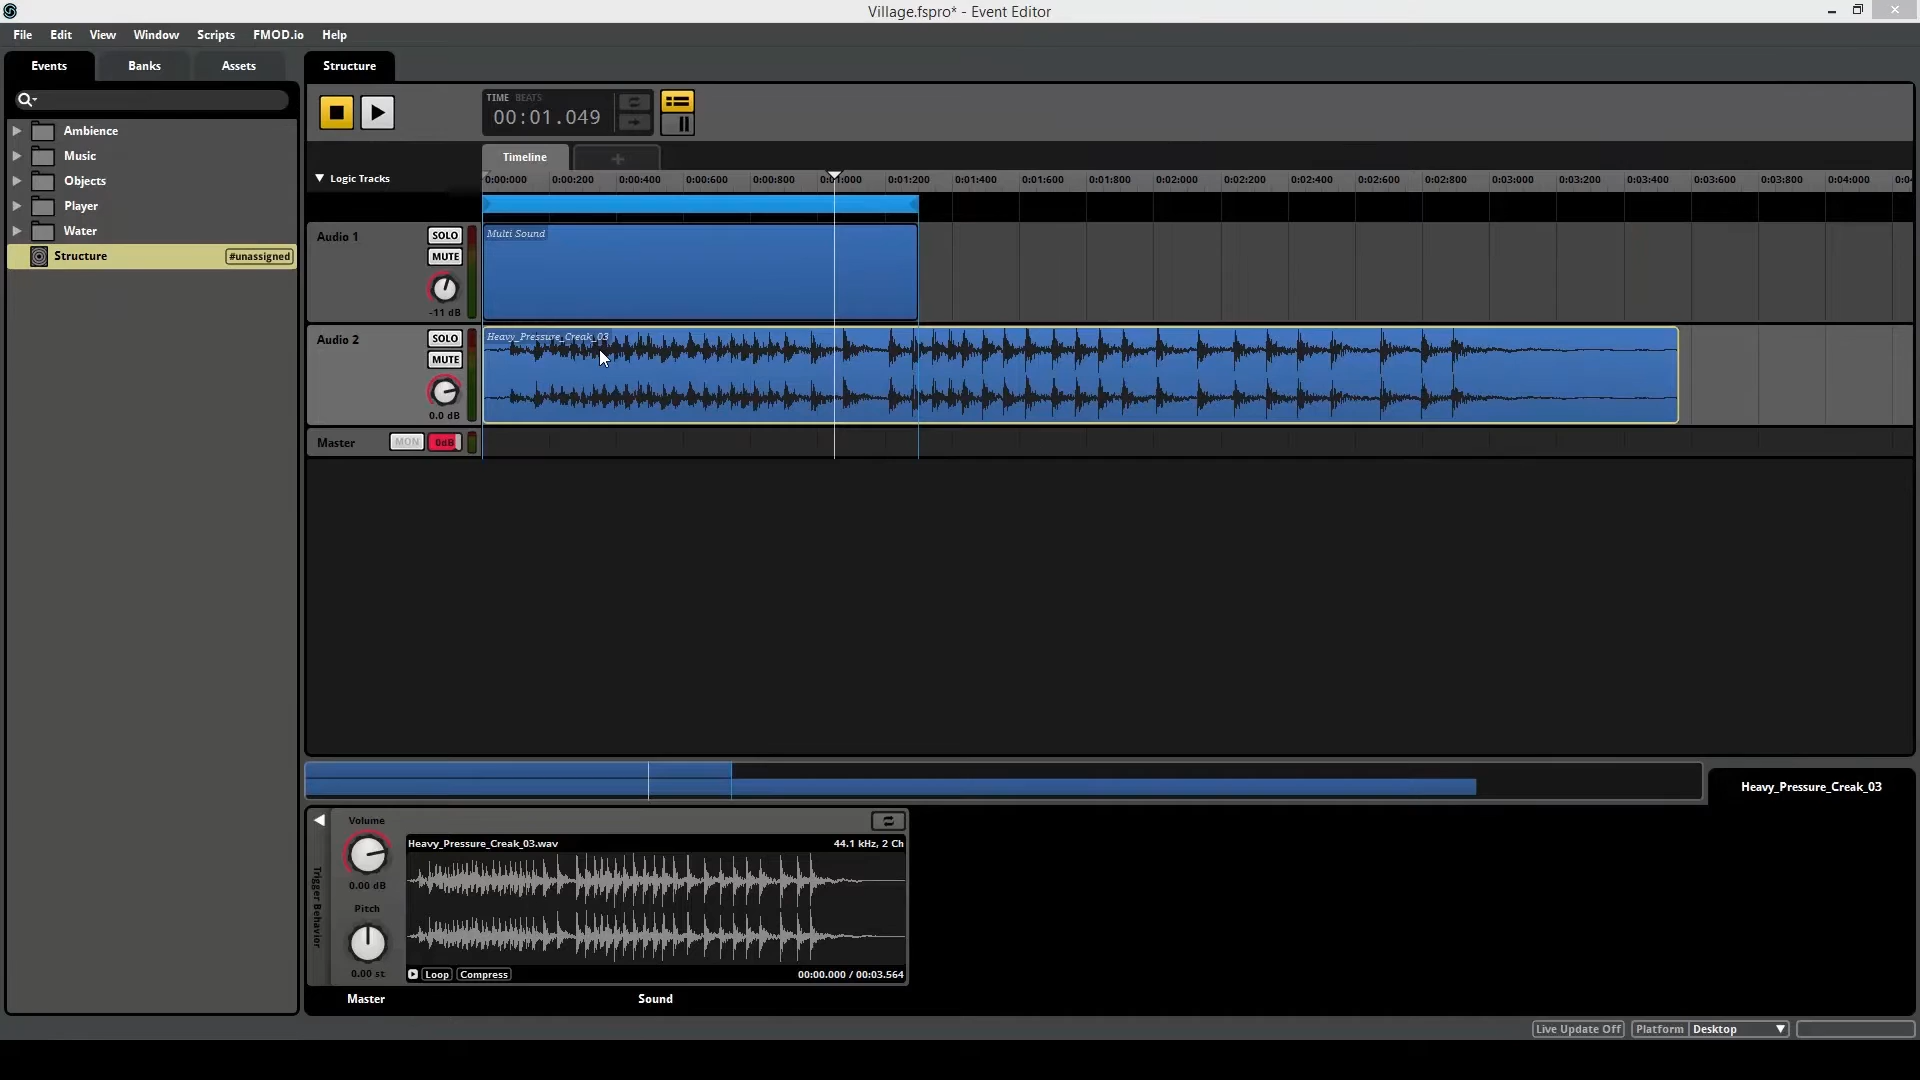 Village.fspro* - Event Editor
File Edit View Window Scripts FMOD.io Help
Events Banks Assets
Structure
TIME BEATS
00:01.049
Timeline
+
Logic Tracks
0:00:000 0:00:200 0:00:400 0:00:600 0:00:800 0:01:000 0:01:200 0:01:400 0:01:600 0:01:800 0:02:000 0:02:200 0:02:400 0:02:600 0:02:800 0:03:000 0:03:200 0:03:400 0:03:600 0:03:800 0:04:000
Ambience
Music
Objects
Player
Water
Structure #unassigned
Audio 1
SOLO
MUTE
-11 dB
Multi Sound
Audio 2
SOLO
MUTE
0.0 dB
Heavy_Pressure_Creak_03
Master MON 0dB
Heavy_Pressure_Creak_03
Trigger Behavior
Volume
0.00 dB
Pitch
0.00 st
Master
Heavy_Pressure_Creak_03.wav 44.1 kHz, 2 Ch
Loop Compress 00:00.000 / 00:03.564
Sound
Live Update Off Platform Desktop